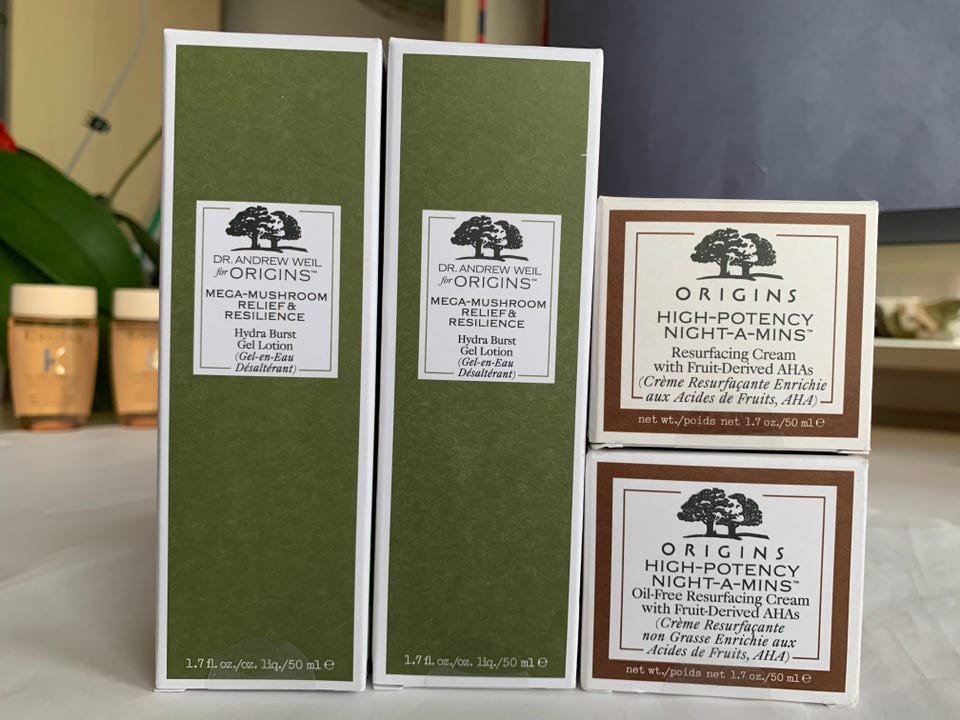 DR. ANDREW WEIL
for ORIGINS™
MEGA-MUSHROOM
RELIEF &
RESILIENCE
Hydra Burst
Gel Lotion
(Gel-en-Eau
Désaltérant)
1.7 fl. oz./oz. liq./50 ml ℮
DR. ANDREW WEIL
for ORIGINS™
MEGA-MUSHROOM
RELIEF &
RESILIENCE
Hydra Burst
Gel Lotion
(Gel-en-Eau
Désaltérant)
1.7 fl. oz./oz. liq./50 ml ℮
ORIGINS
HIGH-POTENCY
NIGHT-A-MINS™
Resurfacing Cream
with Fruit-Derived AHAs
(Crème Resurfaçante Enrichie
aux Acides de Fruits, AHA)
net wt./poids net 1.7 oz./50 ml ℮
ORIGINS
HIGH-POTENCY
NIGHT-A-MINS™
Oil-Free Resurfacing Cream
with Fruit-Derived AHAs
(Crème Resurfaçante
non Grasse Enrichie aux
Acides de Fruits, AHA)
net wt./poids net 1.7 oz./50 ml ℮